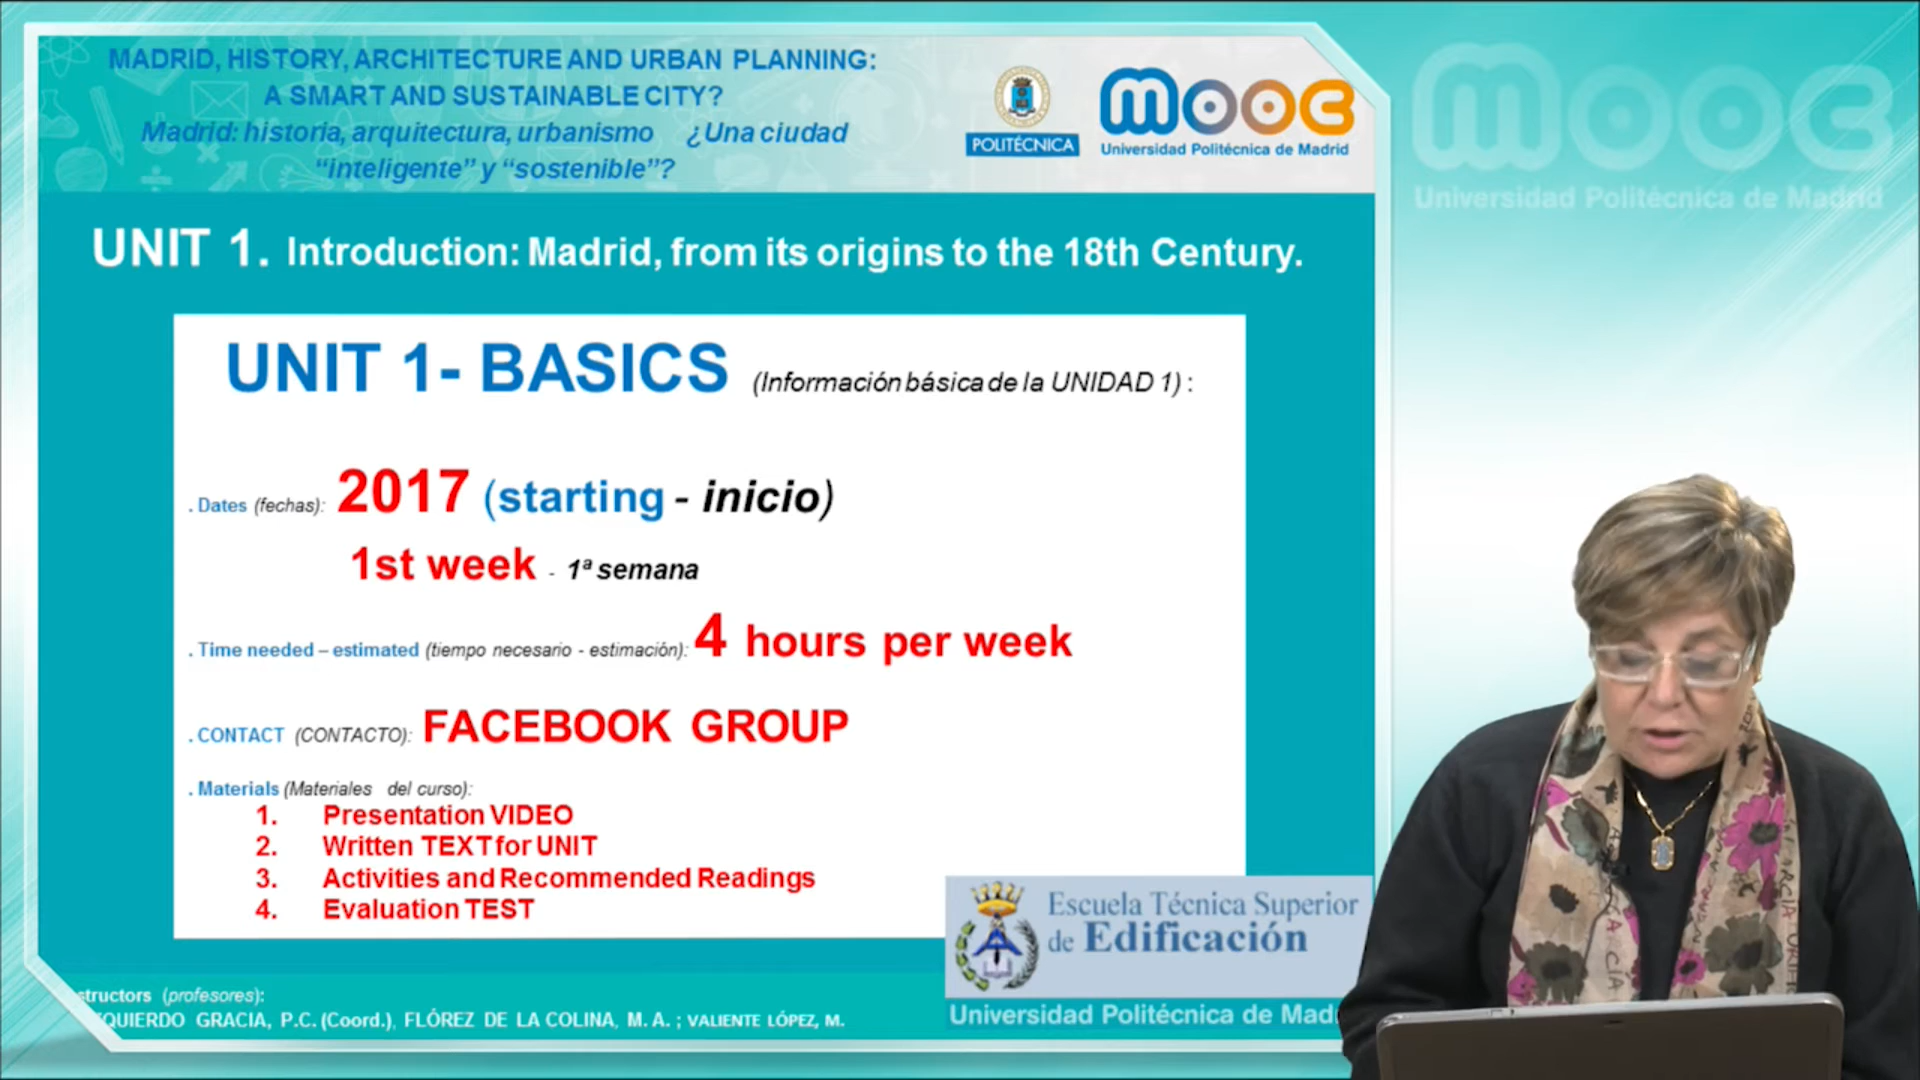 MADRID, HISTORY, ARCHITECTURE AND URBAN PLANNING:
A SMART AND SUSTAINABLE CITY?
Madrid: historia, arquitectura, urbanismo ¿Una ciudad
“inteligente” y “sostenible”?
POLITÉCNICA
mooc
Universidad Politécnica de Madrid
mooc
Universidad Politécnica de Madrid
UNIT 1. Introduction: Madrid, from its origins to the 18th Century.
UNIT 1- BASICS (Información básica de la UNIDAD 1) :
. Dates (fechas): 2017 (starting - inicio)
1st week - 1ª semana
. Time needed – estimated (tiempo necesario - estimación): 4 hours per week
. CONTACT (CONTACTO): FACEBOOK GROUP
. Materials (Materiales del curso):
1. Presentation VIDEO
2. Written TEXT for UNIT
3. Activities and Recommended Readings
4. Evaluation TEST
Escuela Técnica Superior
de Edificación
Universidad Politécnica de Mad
structors (profesores):
QUIERDO GRACIA, P.C. (Coord.), FLÓREZ DE LA COLINA, M. A. ; VALIENTE LÓPEZ, M.